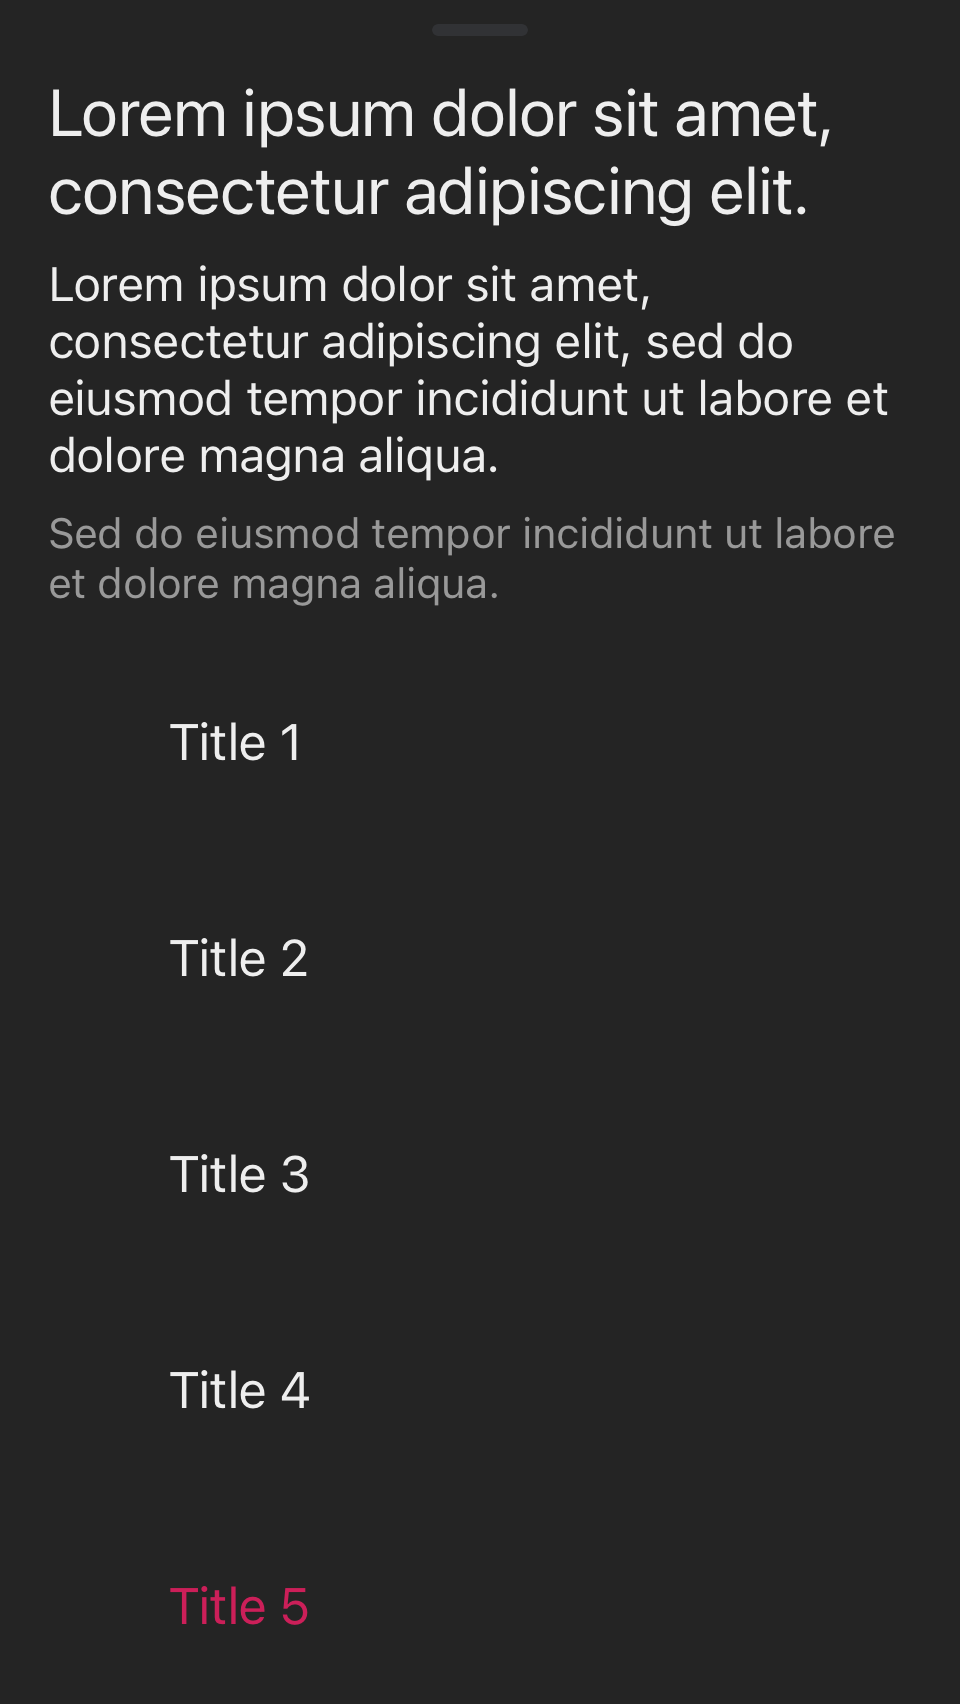 Lorem ipsum dolor sit amet,
consectetur adipiscing elit.
Lorem ipsum dolor sit amet,
consectetur adipiscing elit, sed do
eiusmod tempor incididunt ut labore et
dolore magna aliqua.
Sed do eiusmod tempor incididunt ut labore
et dolore magna aliqua.
Title 1
Title 2
Title 3
Title 4
Title 5